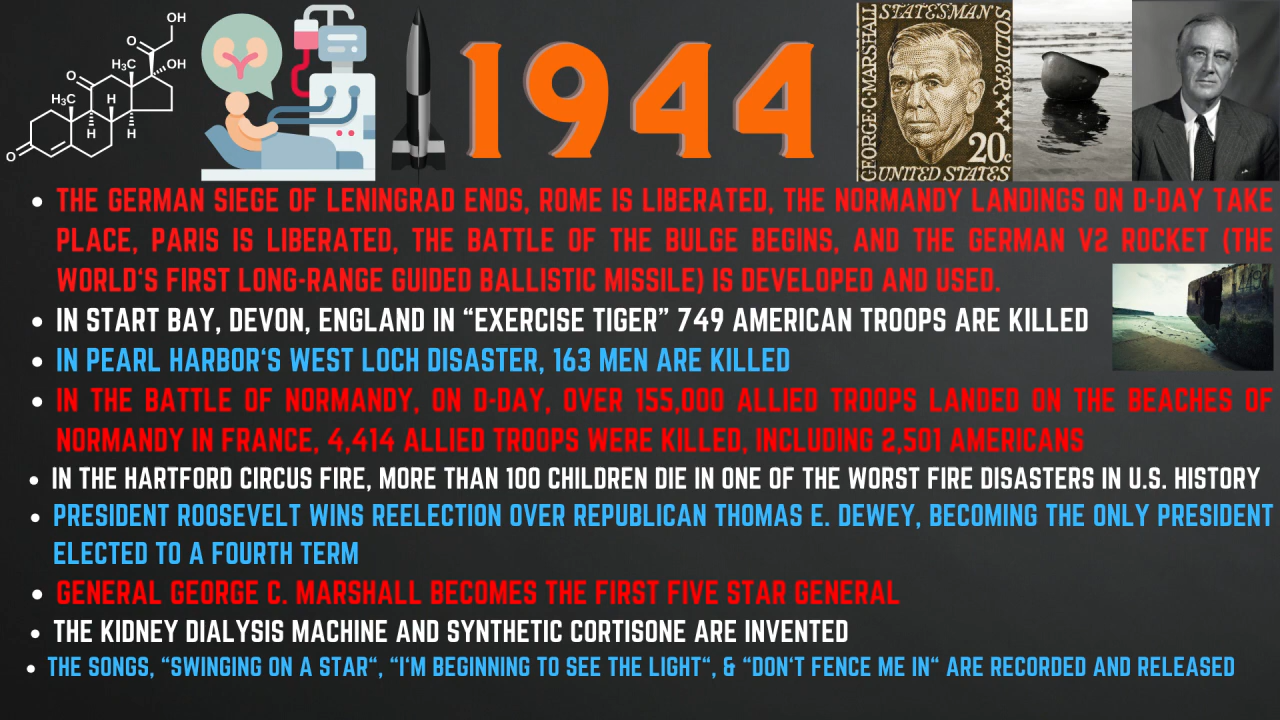 OH
O
H₃C
OH
O
H₃C
H
H
H
O
1944
GEORGE·C·MARSHALL
STATESMAN
SOLDIER
20c
UNITED STATES
THE GERMAN SIEGE OF LENINGRAD ENDS, ROME IS LIBERATED, THE NORMANDY LANDINGS ON D-DAY TAKE
PLACE, PARIS IS LIBERATED, THE BATTLE OF THE BULGE BEGINS, AND THE GERMAN V2 ROCKET (THE
WORLD'S FIRST LONG-RANGE GUIDED BALLISTIC MISSILE) IS DEVELOPED AND USED.
IN START BAY, DEVON, ENGLAND IN “EXERCISE TIGER” 749 AMERICAN TROOPS ARE KILLED
IN PEARL HARBOR‘S WEST LOCH DISASTER, 163 MEN ARE KILLED
IN THE BATTLE OF NORMANDY, ON D-DAY, OVER 155,000 ALLIED TROOPS LANDED ON THE BEACHES OF
NORMANDY IN FRANCE, 4,414 ALLIED TROOPS WERE KILLED, INCLUDING 2,501 AMERICANS
IN THE HARTFORD CIRCUS FIRE, MORE THAN 100 CHILDREN DIE IN ONE OF THE WORST FIRE DISASTERS IN U.S. HISTORY
PRESIDENT ROOSEVELT WINS REELECTION OVER REPUBLICAN THOMAS E. DEWEY, BECOMING THE ONLY PRESIDENT
ELECTED TO A FOURTH TERM
GENERAL GEORGE C. MARSHALL BECOMES THE FIRST FIVE STAR GENERAL
THE KIDNEY DIALYSIS MACHINE AND SYNTHETIC CORTISONE ARE INVENTED
THE SONGS, “SWINGING ON A STAR“, “I‘M BEGINNING TO SEE THE LIGHT“, & “DON‘T FENCE ME IN“ ARE RECORDED AND RELEASED